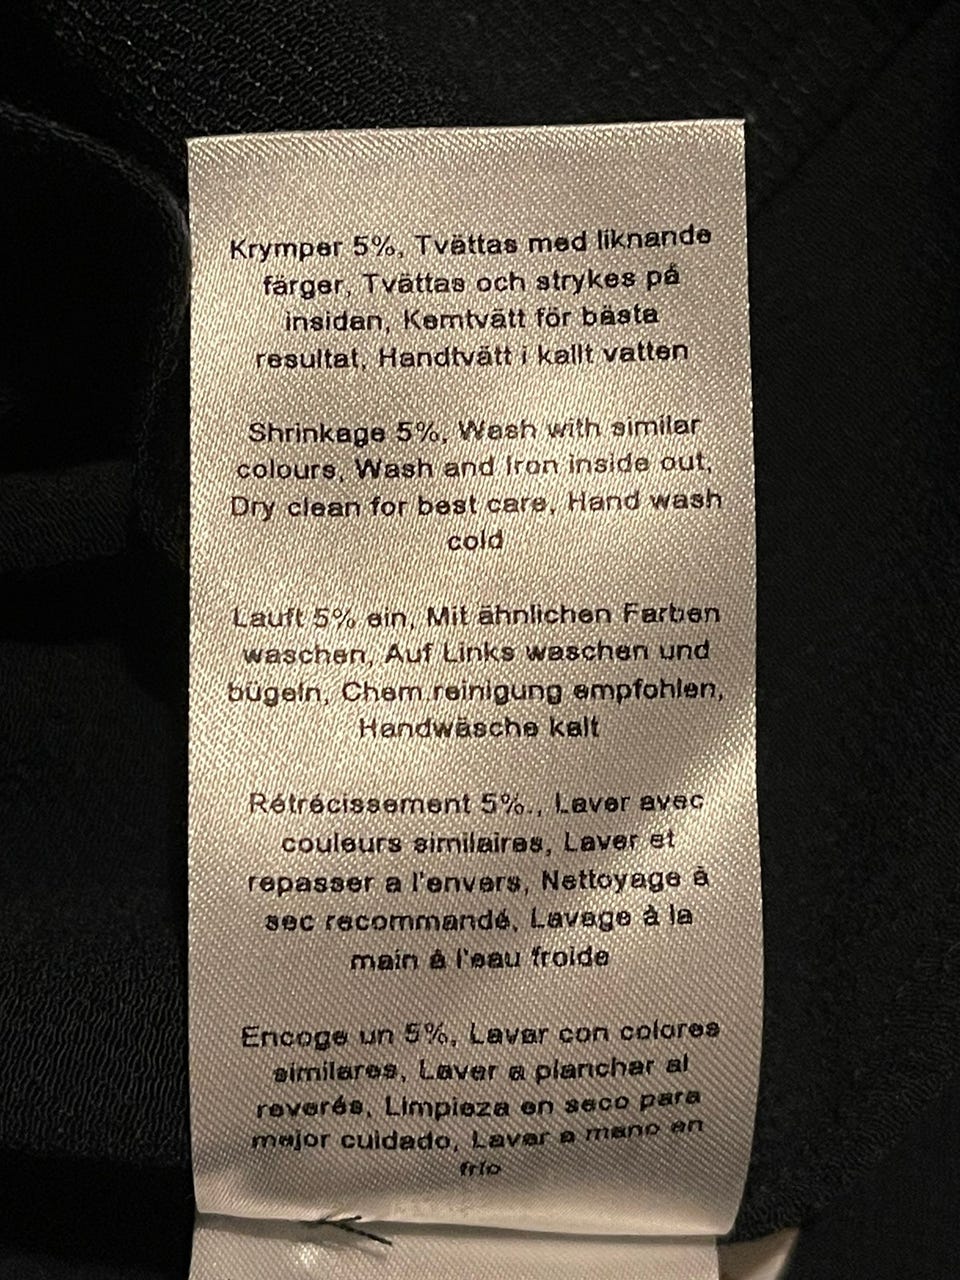 Krymper 5%, Tvättas med liknande
färger, Tvättas och strykes på
insidan, Kemtvätt för bästa
resultat, Handtvätt i kallt vatten
Shrinkage 5%, Wash with similar
colours, Wash and Iron inside out,
Dry clean for best care, Hand wash
cold
Lauft 5% ein, Mit ähnlichen Farben
waschen, Auf Links waschen und
bügeln, Chem.reinigung empfohlen,
Handwäsche kalt
Rétrécissement 5%., Laver avec
couleurs similaires, Laver et
repasser a l'envers, Nettoyage à
sec recommandé, Lavage à la
main à l'eau froide
Encoge un 5%, Lavar con colores
similares, Laver a planchar al
reverés, Limpieza en seco para
mejor cuidado, Lavar a mano en
frío